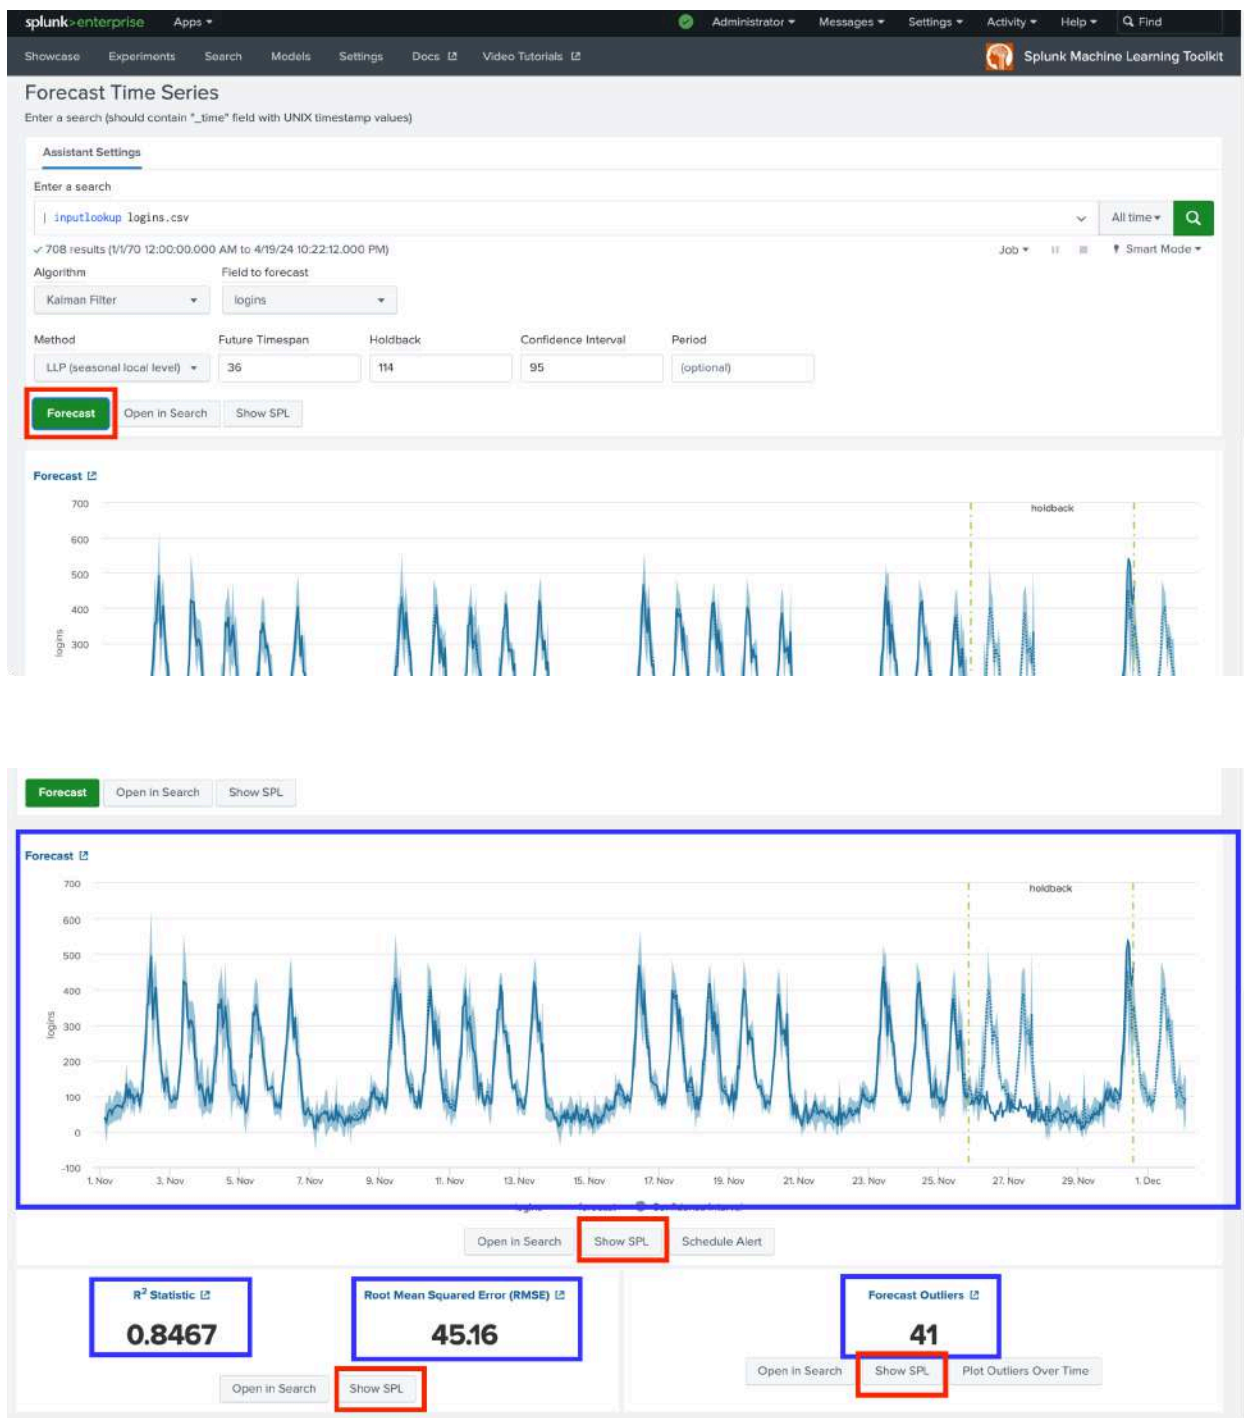 splunk>enterprise Apps Administrator Messages Settings Activity Help Find
Showcase Experiments Search Models Settings Docs Video Tutorials Splunk Machine Learning Toolkit
Forecast Time Series
Enter a search (should contain "_time" field with UNIX timestamp values)
Assistant Settings
Enter a search
| inputlookup logins.csv All time
708 results (1/1/70 12:00:00.000 AM to 4/19/24 10:22:12.000 PM) Job Smart Mode
Algorithm Field to forecast
Kalman Filter logins
Method Future Timespan Holdback Confidence Interval Period
LLP (seasonal local level) 36 114 95 (optional)
Forecast Open in Search Show SPL
Forecast
700
holdback
600
500
400
300
logins
Forecast Open in Search Show SPL
Forecast
700
holdback
600
500
400
300
logins
200
100
0
-100
1. Nov 3. Nov 5. Nov 7. Nov 9. Nov 11. Nov 13. Nov 15. Nov 17. Nov 19. Nov 21. Nov 23. Nov 25. Nov 27. Nov 29. Nov 1. Dec
Open in Search Show SPL Schedule Alert
R² Statistic Root Mean Squared Error (RMSE) Forecast Outliers
0.8467 45.16 41
Open in Search Show SPL Plot Outliers Over Time
Open in Search Show SPL